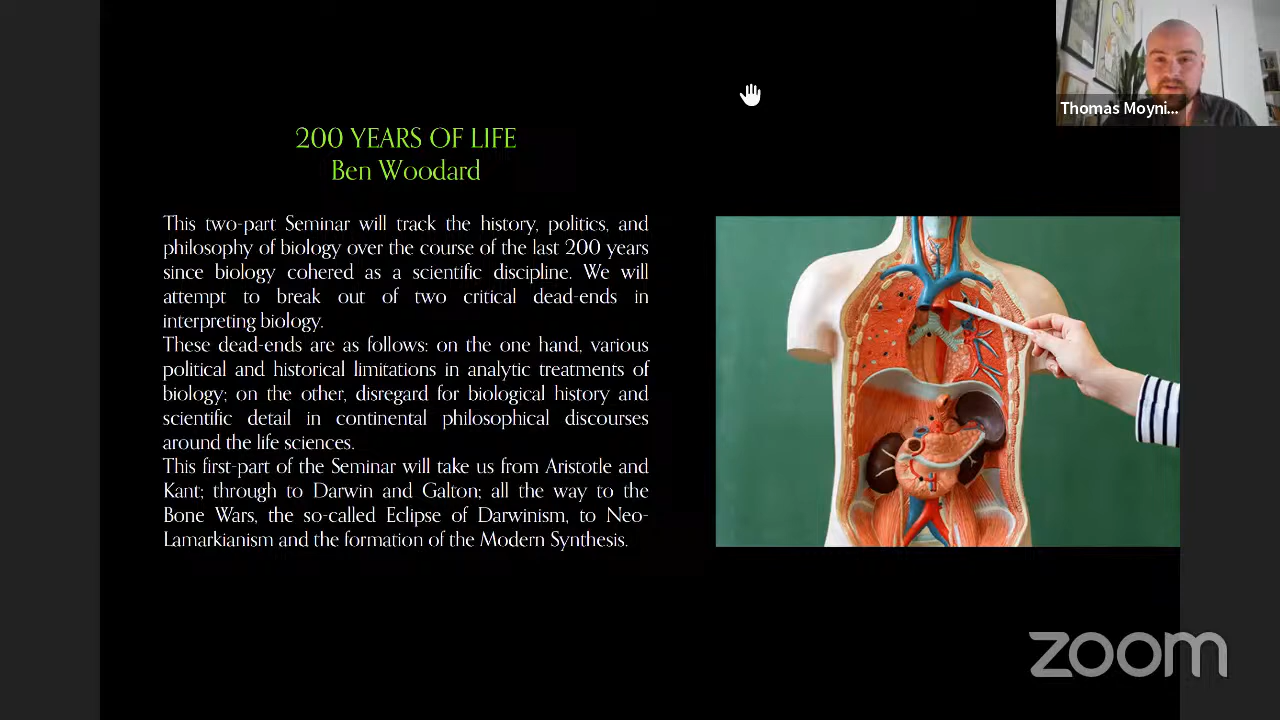 Thomas Moyni...
200 YEARS OF LIFE
Ben Woodard
This two-part Seminar will track the history, politics, and
philosophy of biology over the course of the last 200 years
since biology cohered as a scientific discipline. We will
attempt to break out of two critical dead-ends in
interpreting biology.
These dead-ends are as follows: on the one hand, various
political and historical limitations in analytic treatments of
biology; on the other, disregard for biological history and
scientific detail in continental philosophical discourses
around the life sciences.
This first-part of the Seminar will take us from Aristotle and
Kant; through to Darwin and Galton; all the way to the
Bone Wars, the so-called Eclipse of Darwinism, to Neo-
Lamarkianism and the formation of the Modern Synthesis.
zoom